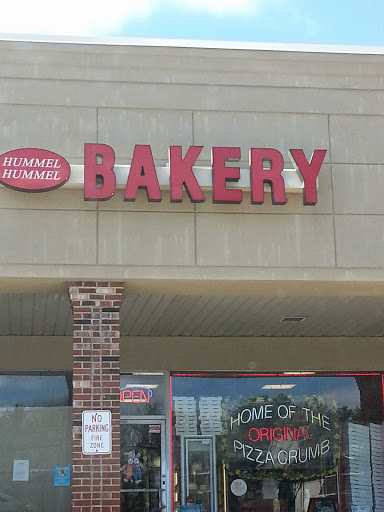 HUMMEL
HUMMEL
BAKERY
OPEN
HOME OF THE
ORIGINAL
PIZZA CRUMB
NO
PARKING
FIRE
ZONE